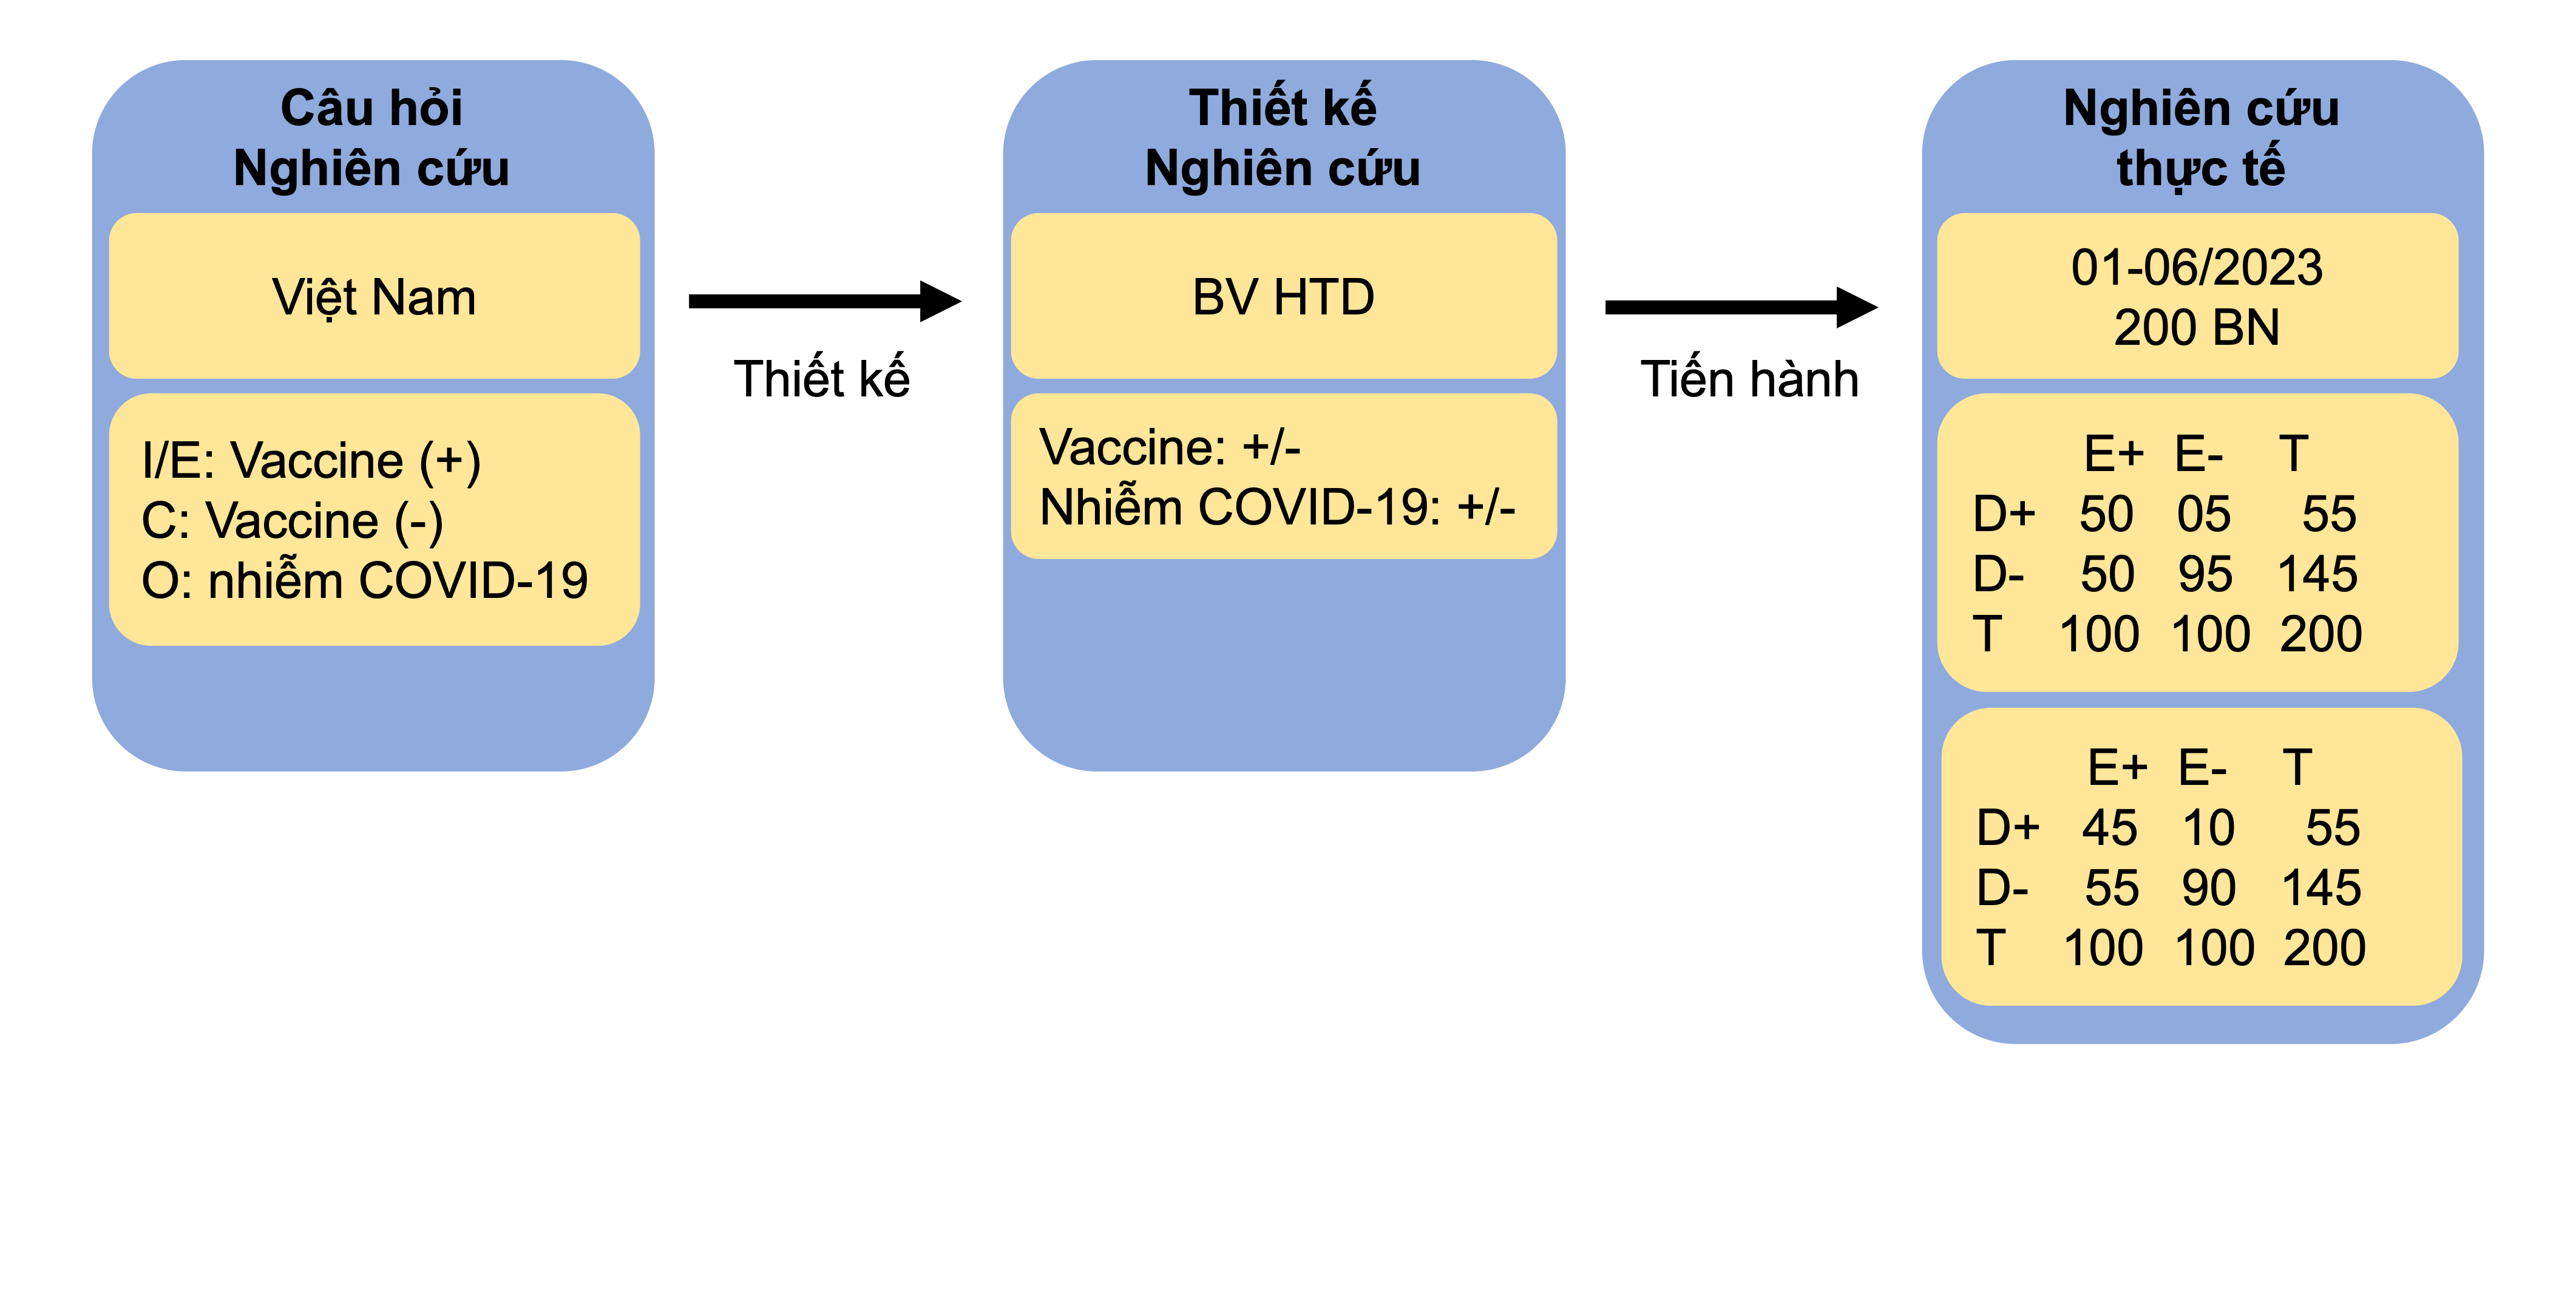 Câu hỏi
Nghiên cứu
Việt Nam
I/E: Vaccine (+)
C: Vaccine (-)
O: nhiễm COVID-19
Thiết kế
Thiết kế
Nghiên cứu
BV HTD
Vaccine: +/-
Nhiễm COVID-19: +/-
Tiến hành
Nghiên cứu
thực tế
01-06/2023
200 BN
E+ E- T
D+ 50 05 55
D- 50 95 145
T 100 100 200
E+ E- T
D+ 45 10 55
D- 55 90 145
T 100 100 200